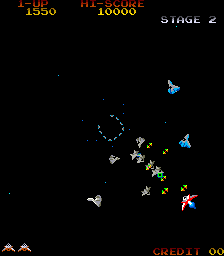 1-UP HI-SCORE
1550 10000
STAGE 2
CREDIT 00